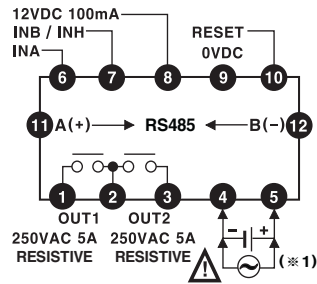 12VDC 100mA
INB / INH
INA
RESET
0VDC
6 7 8 9 10
11 A(+) RS485 B(-) 12
1 2 3 4 5
OUT1 OUT2
250VAC 5A 250VAC 5A
RESISTIVE RESISTIVE
- +
(※1)